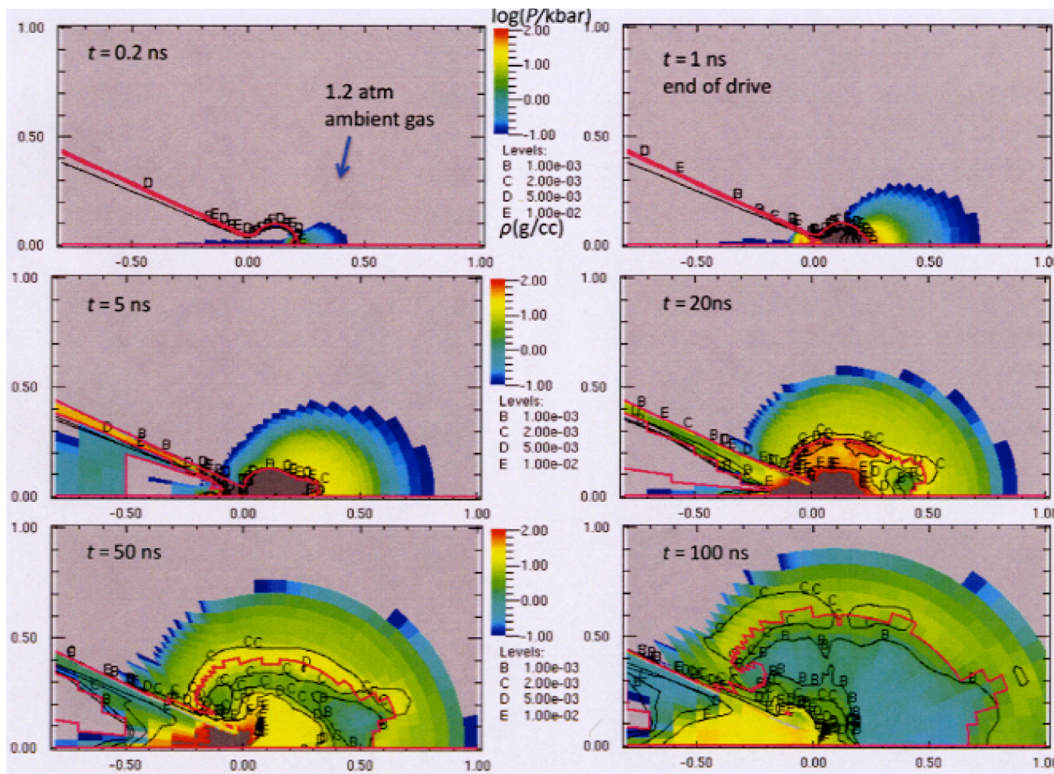 log(P/kbar)
1.00
t = 0.2 ns
1.2 atm
ambient gas
0.50
0.00
-0.50 0.00 0.50 1.00
2.00
1.00
0.00
-1.00
Levels:
B 1.00e-03
C 2.00e-03
D 5.00e-03
E 1.00e-02
ρ(g/cc)
1.00
t = 1 ns
end of drive
0.50
0.00
-0.50 0.00 0.50 1.00
1.00
t = 5 ns
0.50
0.00
-0.50 0.00 0.50 1.00
2.00
1.00
0.00
-1.00
Levels:
B 1.00e-03
C 2.00e-03
D 5.00e-03
E 1.00e-02
1.00
t = 20ns
0.50
0.00
-0.50 0.00 0.50 1.00
1.00
t = 50 ns
0.50
0.00
-0.50 0.00 0.50 1.00
2.00
1.00
0.00
-1.00
Levels:
B 1.00e-03
C 2.00e-03
D 5.00e-03
E 1.00e-02
1.00
t = 100 ns
0.50
0.00
-0.50 0.00 0.50 1.00